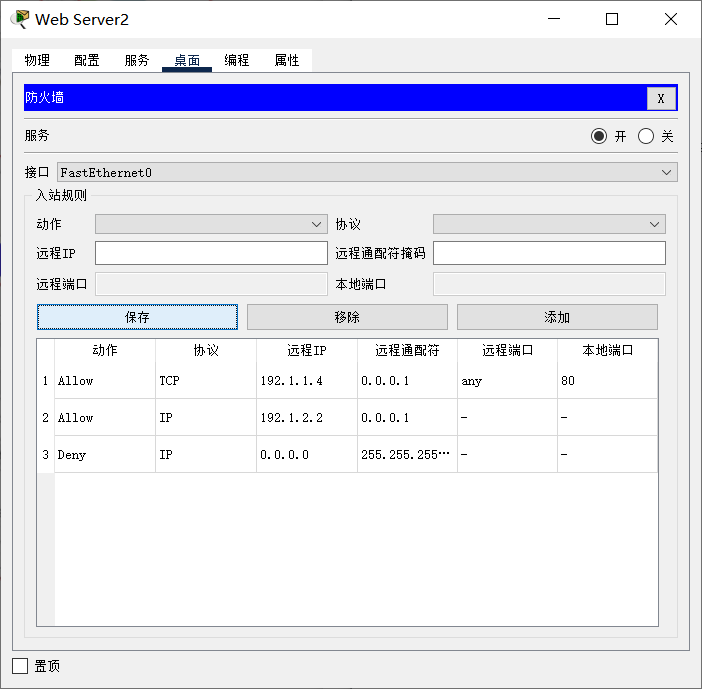 Web Server2
物理 配置 服务 桌面 编程 属性
防火墙 X
服务 开 关
接口 FastEthernet0
入站规则
动作 协议
远程IP 远程通配符掩码
远程端口 本地端口
保存 移除 添加
动作 协议 远程IP 远程通配符 远程端口 本地端口
1 Allow TCP 192.1.1.4 0.0.0.1 any 80
2 Allow IP 192.1.2.2 0.0.0.1 - -
3 Deny IP 0.0.0.0 255.255.255… - -
置顶